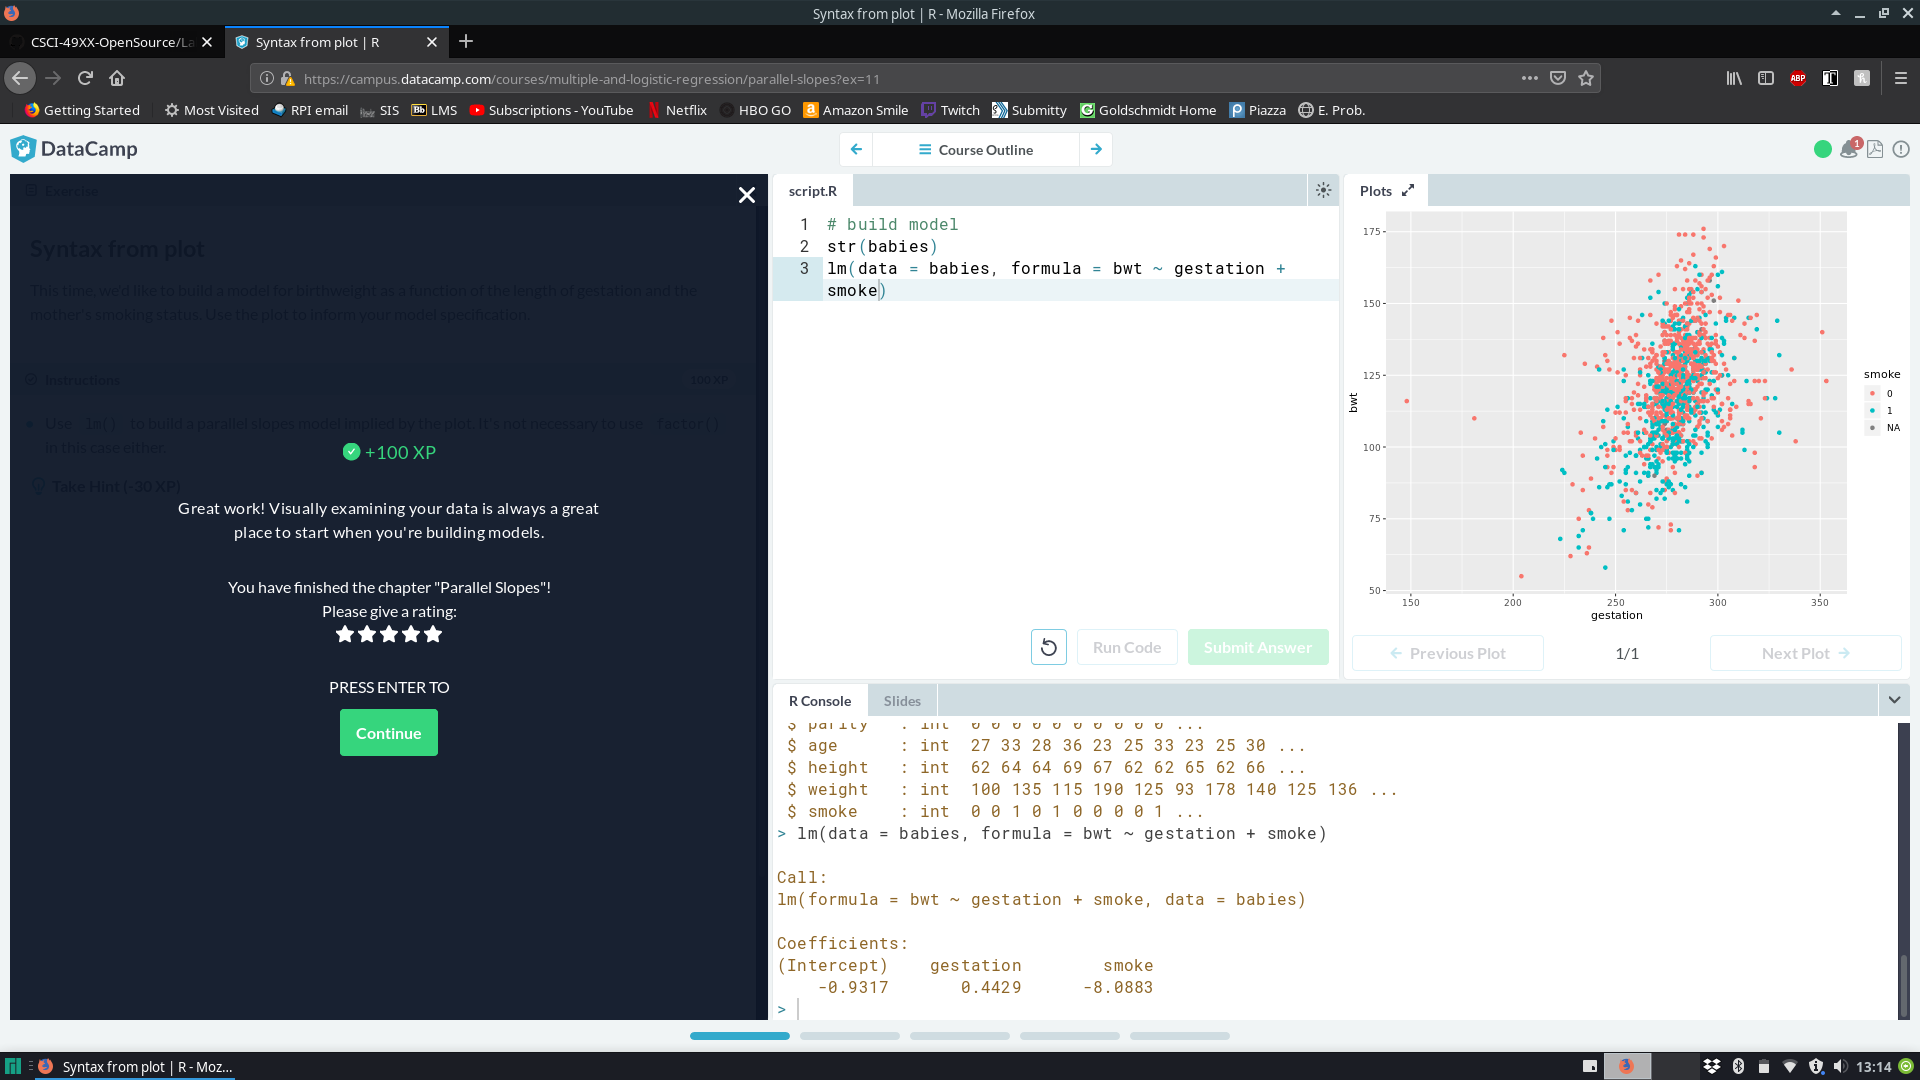 Syntax from plot | R - Mozilla Firefox
CSCI-49XX-OpenSource/La
Syntax from plot | R
https://campus.datacamp.com/courses/multiple-and-logistic-regression/parallel-slopes?ex=11
ABP
Getting Started Most Visited RPI email SIS Bb LMS Subscriptions - YouTube Netflix HBO GO Amazon Smile Twitch Submitty Goldschmidt Home Piazza E. Prob.
DataCamp
Course Outline
1
Exercise
Syntax from plot
This time, we'd like to build a model for birthweight as a function of the length of gestation and the
mother's smoking status. Use the plot to inform your model specification.
Instructions 100 XP
Use lm() to build a parallel slopes model implied by the plot. It's not necessary to use factor()
in this case either.
Take Hint (-30 XP)
+100 XP
Great work! Visually examining your data is always a great
place to start when you're building models.
You have finished the chapter "Parallel Slopes"!
Please give a rating:
PRESS ENTER TO
Continue
script.R
1 # build model
2 str(babies)
3 lm(data = babies, formula = bwt ~ gestation +
smoke)
Run Code
Submit Answer
Plots
175
150
125
100
75
50
bwt
150 200 250 300 350
gestation
smoke
0
1
NA
Previous Plot
1/1
Next Plot
R Console
Slides
$ parity : int 0 0 0 0 0 0 0 0 0 0 ...
$ age : int 27 33 28 36 23 25 33 23 25 30 ...
$ height : int 62 64 64 69 67 62 62 65 62 66 ...
$ weight : int 100 135 115 190 125 93 178 140 125 136 ...
$ smoke : int 0 0 1 0 1 0 0 0 0 1 ...
> lm(data = babies, formula = bwt ~ gestation + smoke)
Call:
lm(formula = bwt ~ gestation + smoke, data = babies)
Coefficients:
(Intercept) gestation smoke
-0.9317 0.4429 -8.0883
>
Syntax from plot | R - Moz...
13:14